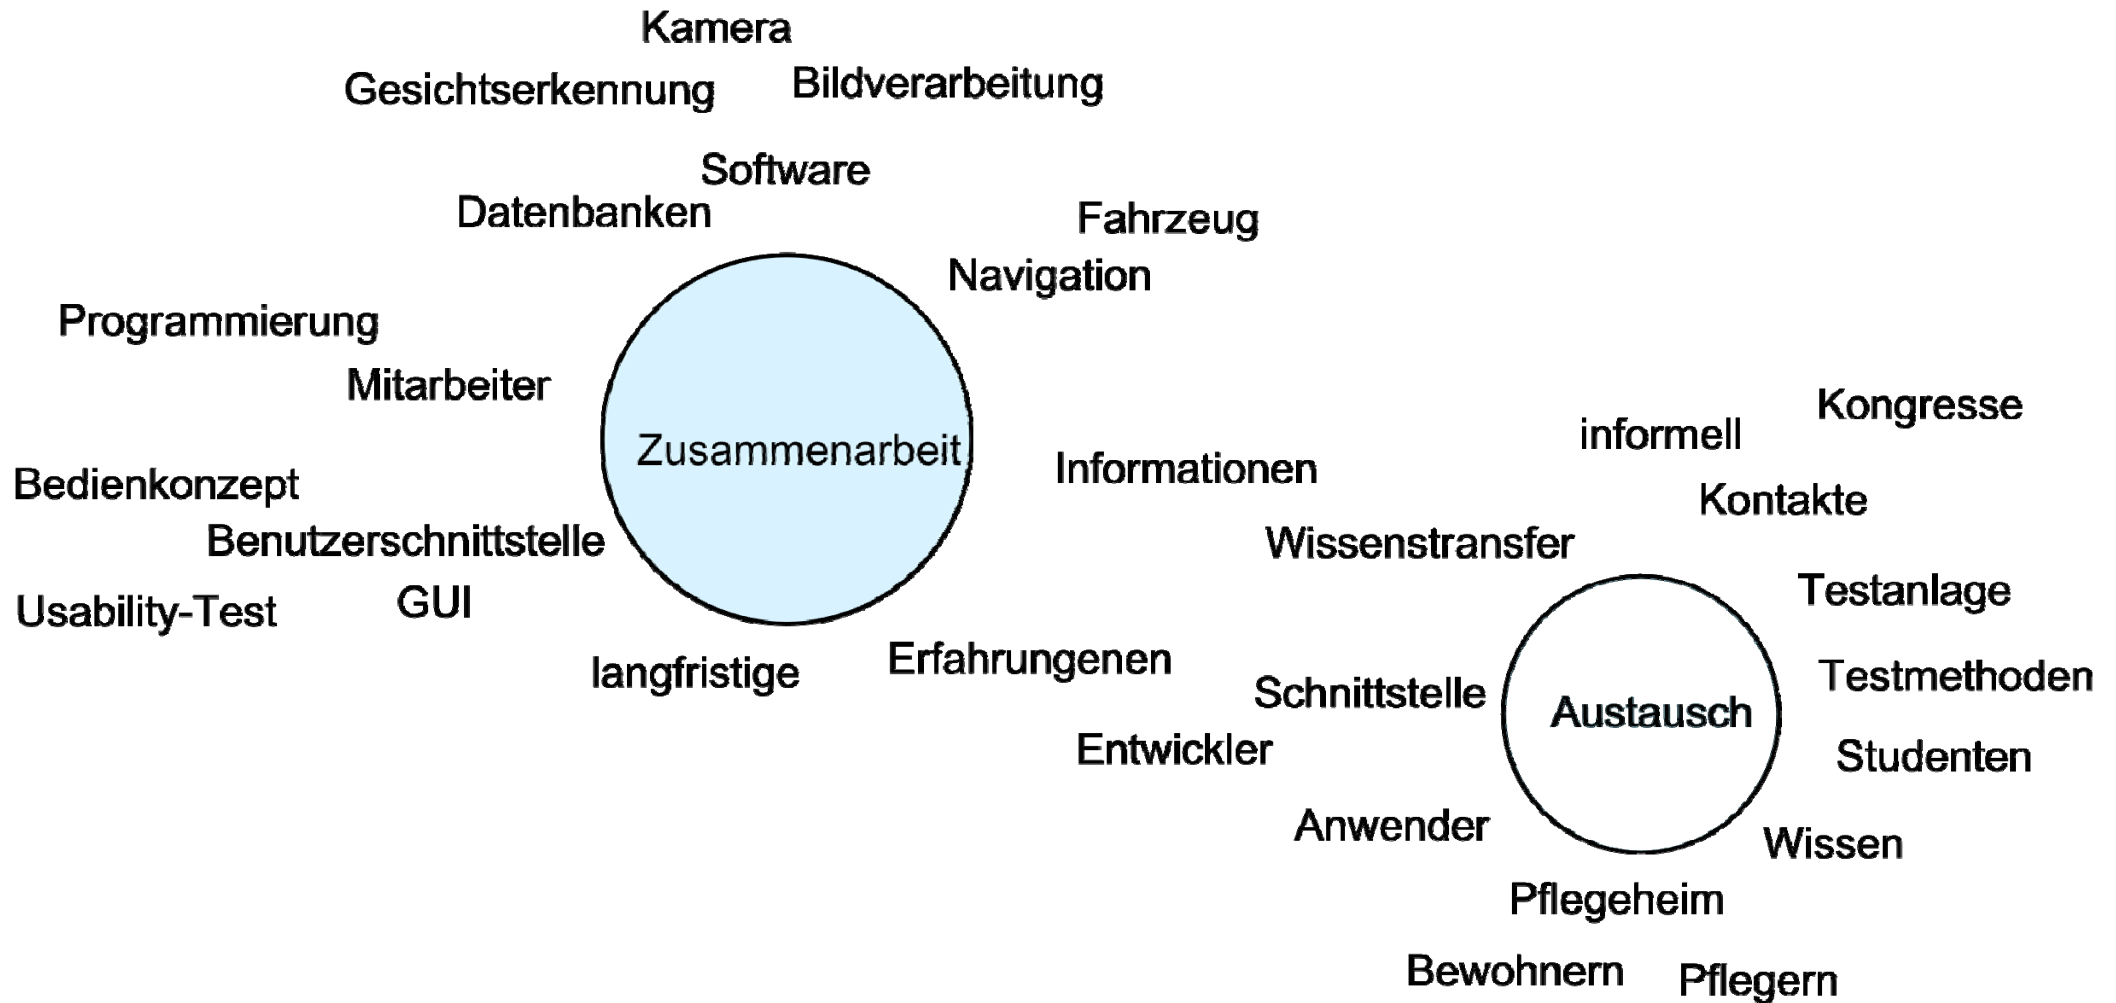 Kamera
Gesichtserkennung
Bildverarbeitung
Software
Datenbanken
Fahrzeug
Navigation
Programmierung
Mitarbeiter
Zusammenarbeit
Bedienkonzept
Benutzerschnittstelle
Usability-Test
GUI
langfristige
Erfahrungenen
Informationen
informell
Kongresse
Kontakte
Wissenstransfer
Testanlage
Schnittstelle
Austausch
Testmethoden
Entwickler
Studenten
Anwender
Wissen
Pflegeheim
Bewohnern
Pflegern